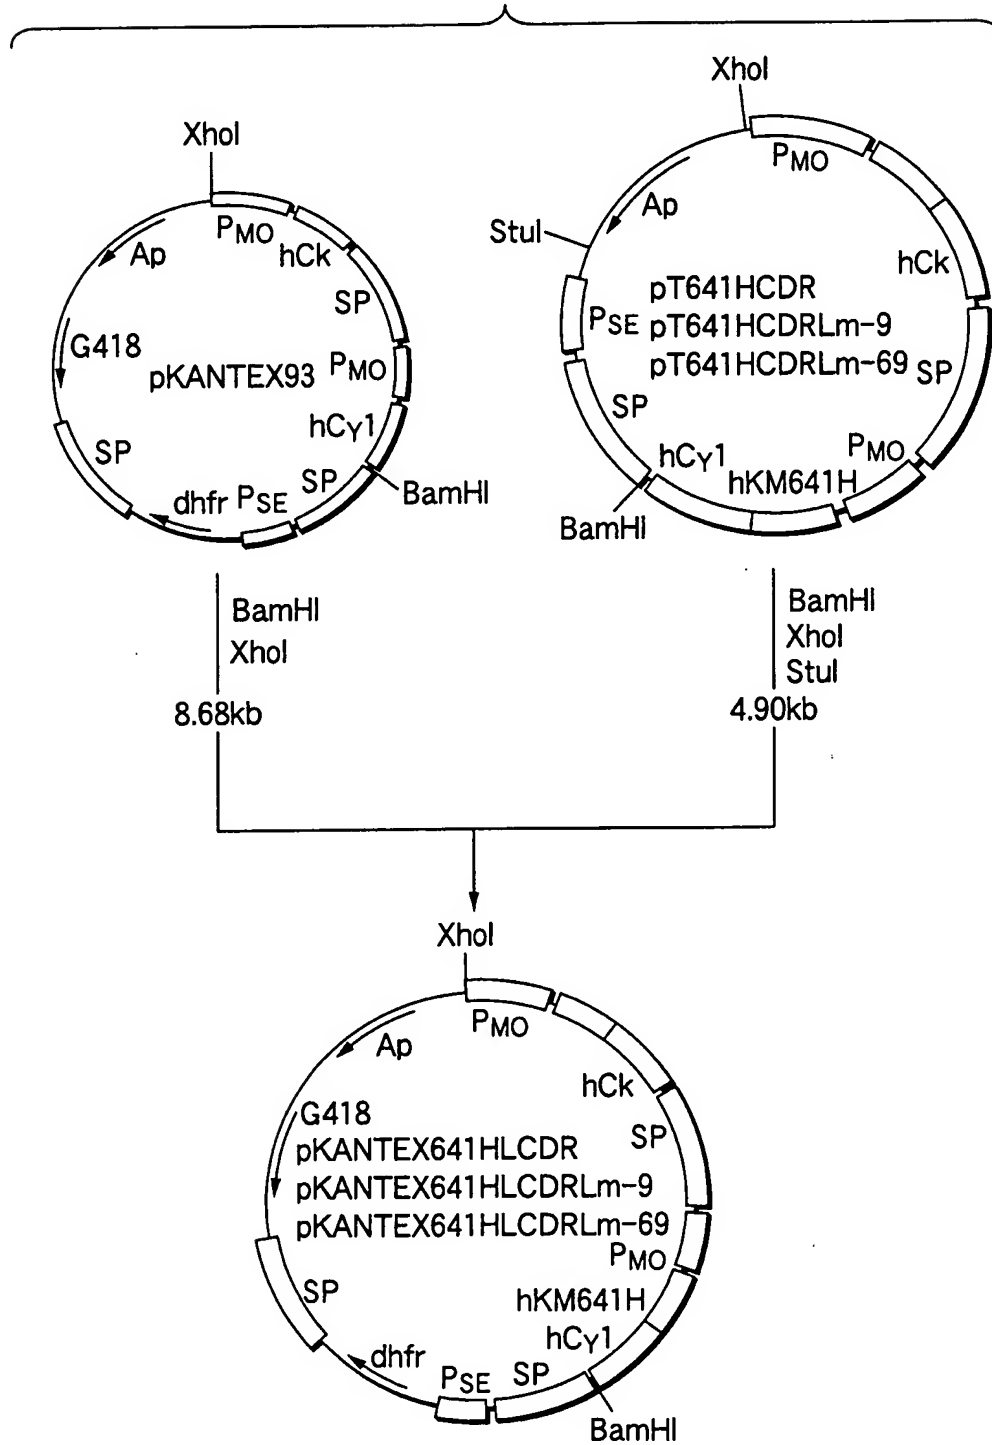 XhoI
PMO
Ap
hCk
SP
G418
pKANTEX93
PMO
hCγ1
SP
SP
BamHI
dhfr
PSE
XhoI
PMO
Ap
StuI
hCk
pT641HCDR
PSE
pT641HCDRLm-9
pT641HCDRLm-69
SP
SP
PMO
hCγ1
hKM641H
BamHI
BamHI
XhoI
8.68kb
BamHI
XhoI
StuI
4.90kb
XhoI
PMO
Ap
hCk
G418
SP
pKANTEX641HLCDR
pKANTEX641HLCDRLm-9
pKANTEX641HLCDRLm-69
PMO
SP
hKM641H
hCγ1
dhfr
PSE
SP
BamHI